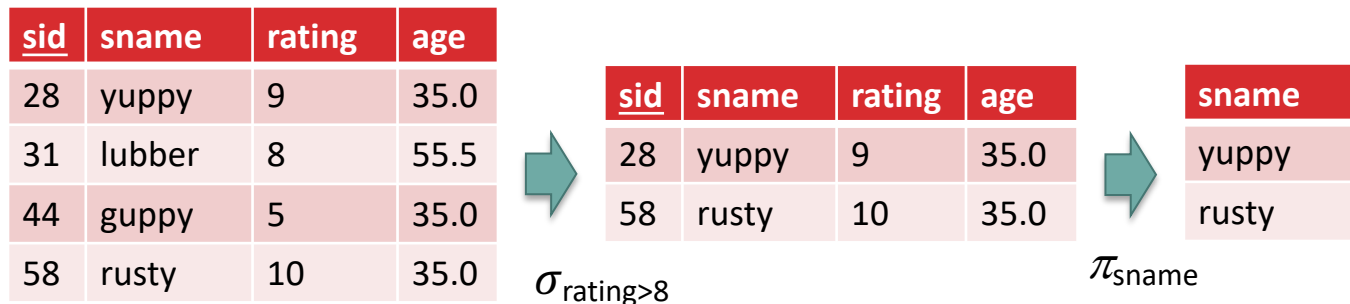 sid sname rating age
28 yuppy 9 35.0
31 lubber 8 55.5
44 guppy 5 35.0
58 rusty 10 35.0
σrating>8
sid sname rating age
28 yuppy 9 35.0
58 rusty 10 35.0
πsname
sname
yuppy
rusty